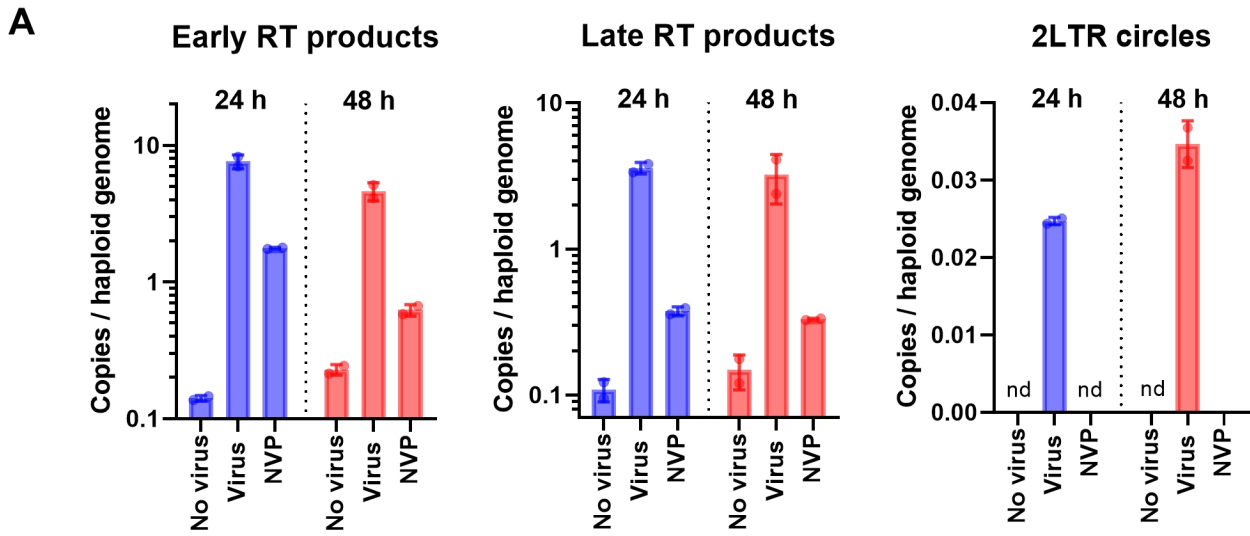 A
Early RT products
24 h
48 h
Copies / haploid genome
10
1
0.1
No virus
Virus
NVP
No virus
Virus
NVP
Late RT products
24 h
48 h
Copies / haploid genome
10
1
0.1
No virus
Virus
NVP
No virus
Virus
NVP
2LTR circles
24 h
48 h
Copies / haploid genome
0.04
0.03
0.02
0.01
0.00
nd
nd
nd
No virus
Virus
NVP
No virus
Virus
NVP